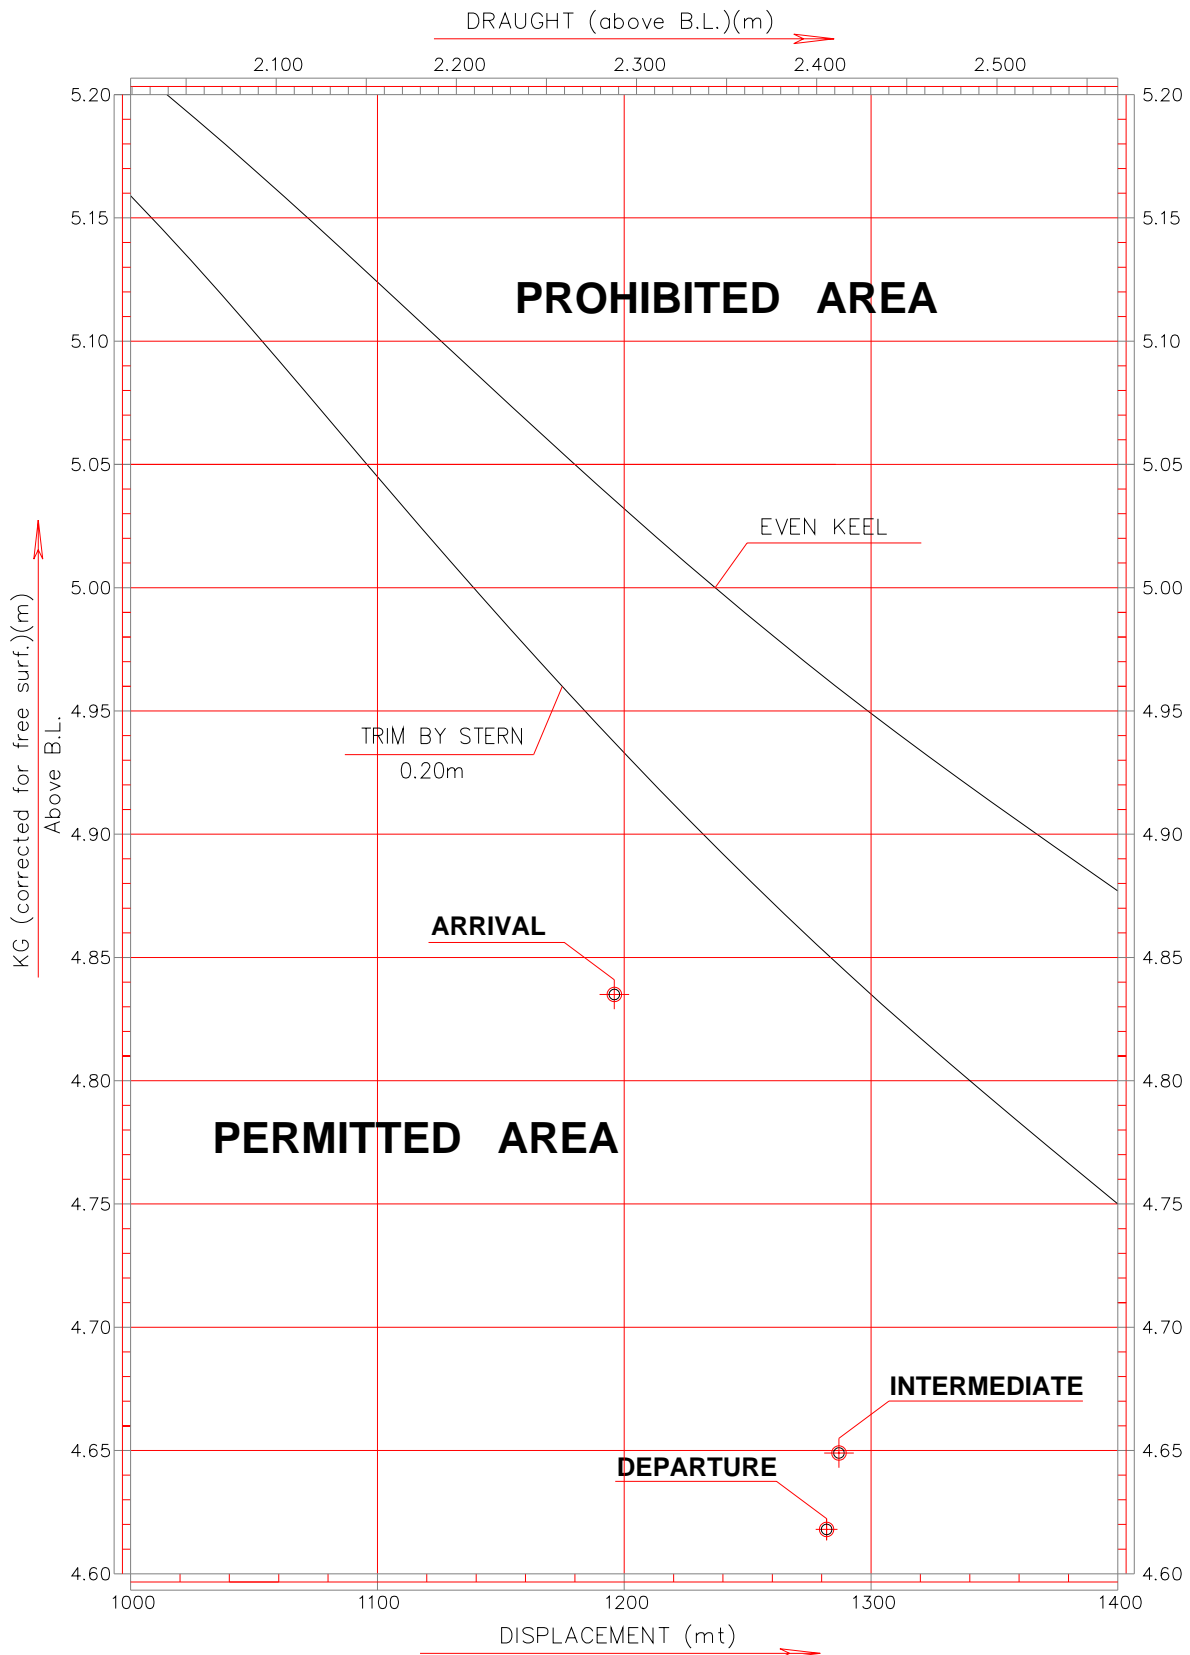 DRAUGHT (above B.L.)(m)
2.100 2.200 2.300 2.400 2.500
5.20 5.20
5.15 5.15
PROHIBITED AREA
5.10 5.10
5.05 5.05
EVEN KEEL
5.00 5.00
KG (corrected for free surf.)(m)
Above B.L.
4.95 4.95
TRIM BY STERN
0.20m
4.90 4.90
ARRIVAL
4.85 4.85
4.80 4.80
PERMITTED AREA
4.75 4.75
4.70 4.70
INTERMEDIATE
4.65 4.65
DEPARTURE
4.60 4.60
1000 1100 1200 1300 1400
DISPLACEMENT (mt)